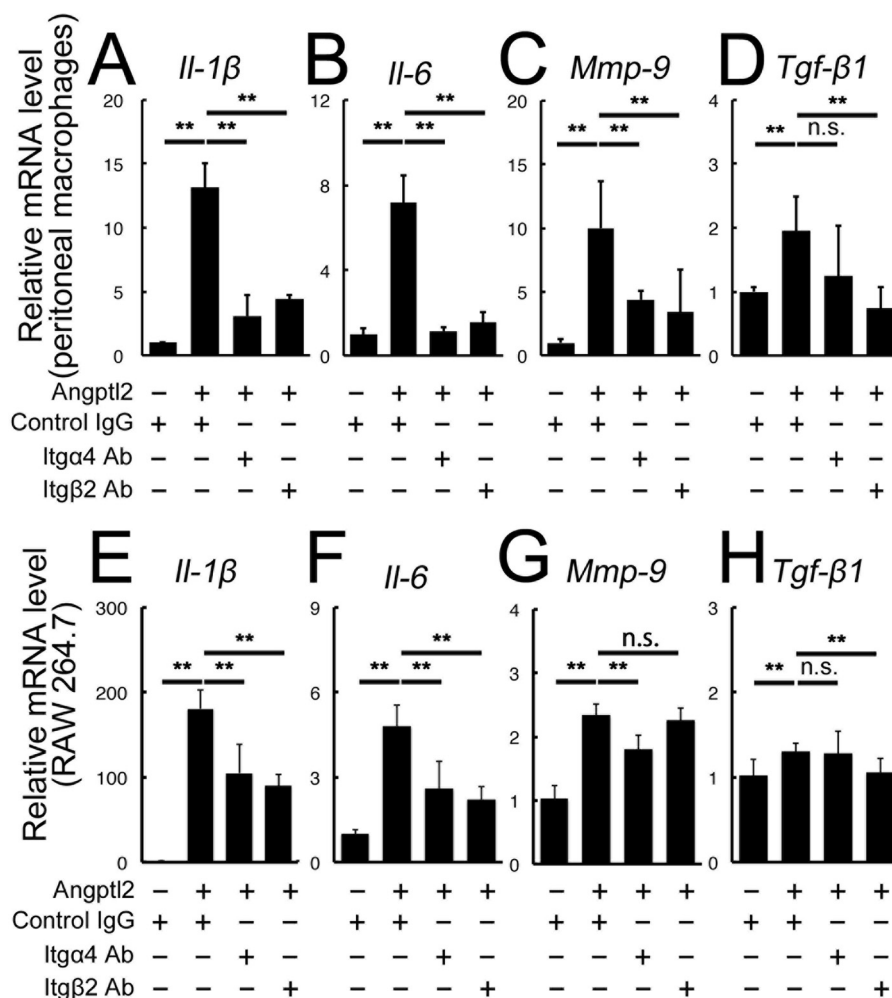 A Il-1β B Il-6 C Mmp-9 D Tgf-β1
Relative mRNA level
(peritoneal macrophages)
20 12 20 4
** ** ** **
** ** ** ** ** ** ** n.s.
15 15 3
8
10 10 2
4
5 5 1
0 0 0 0
Angptl2 – + + + – + + + – + + + – + + +
Control IgG + + – – + + – – + + – – + + – –
Itgα4 Ab – – + – – – + – – – + – – – + –
Itgβ2 Ab – – – + – – – + – – – + – – – +
E Il-1β F Il-6 G Mmp-9 H Tgf-β1
Relative mRNA level
(RAW 264.7)
300 9 4 3
** ** n.s. **
** ** ** ** ** ** ** n.s.
3
200 6 2
2
100 3 1
1
0 0 0 0
Angptl2 – + + + – + + + – + + + – + + +
Control IgG + + – – + + – – + + – – + + – –
Itgα4 Ab – – + – – – + – – – + – – – + –
Itgβ2 Ab – – – + – – – + – – – + – – – +